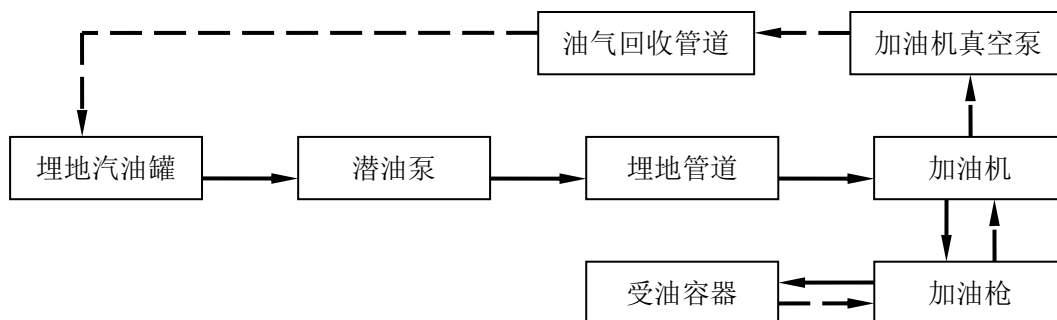 油气回收管道
加油机真空泵
埋地汽油罐
潜油泵
埋地管道
加油机
受油容器
加油枪